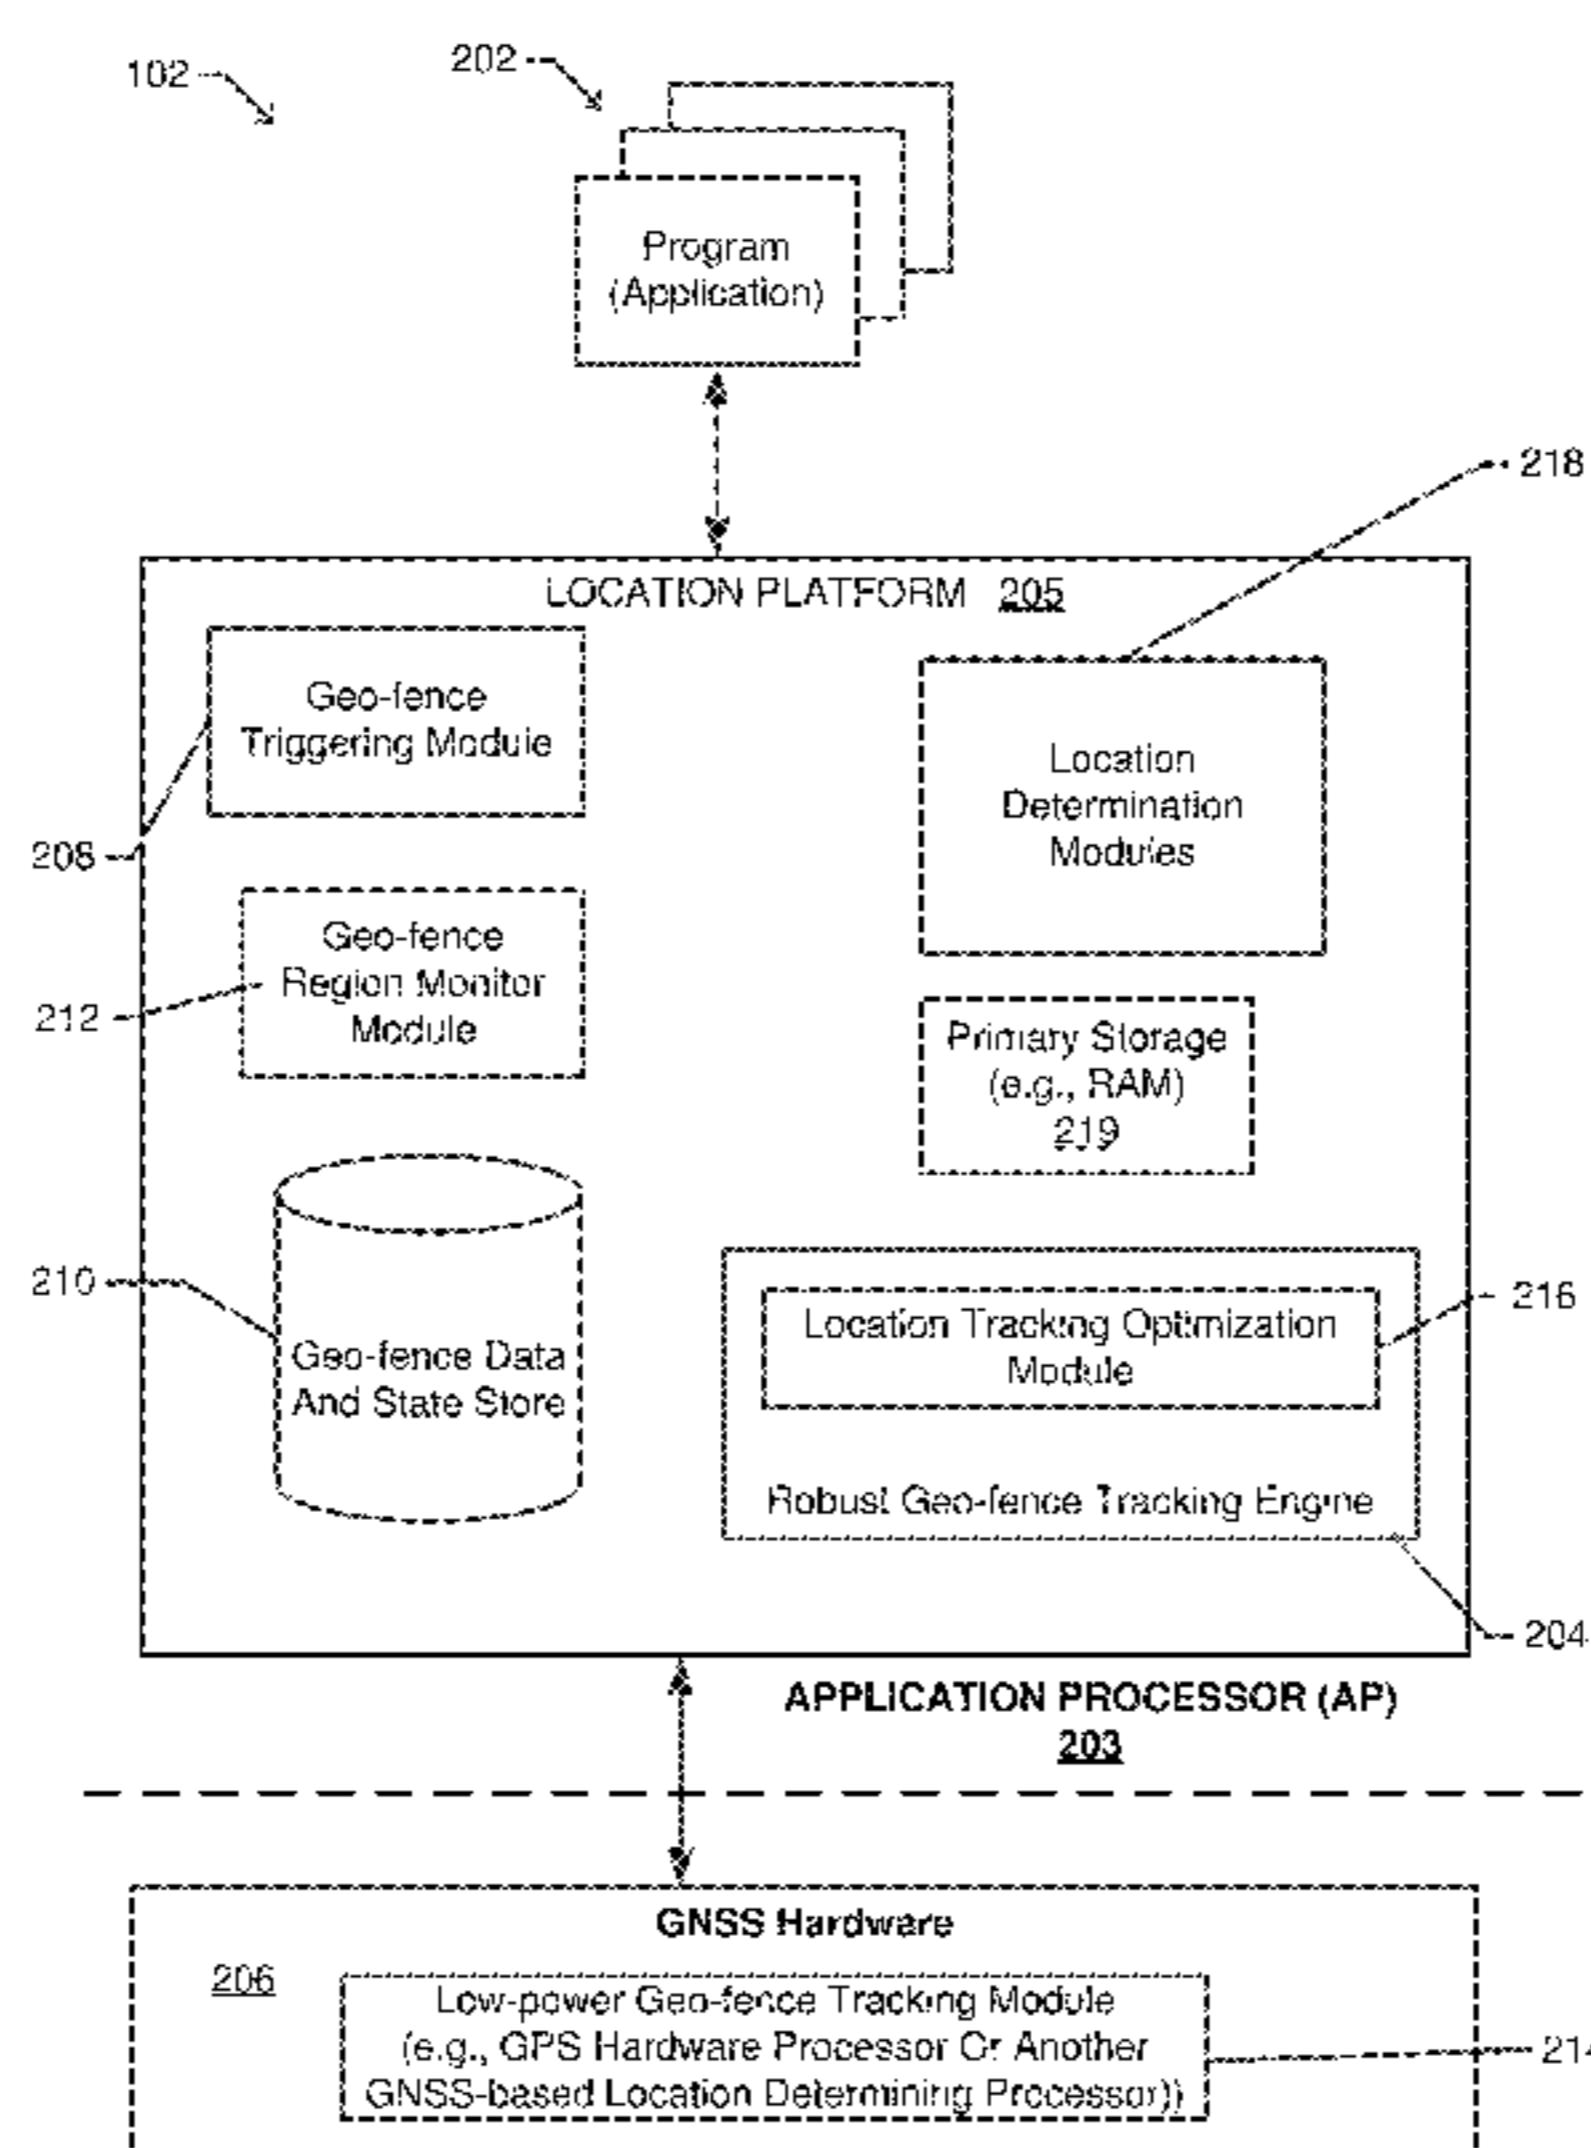 102
202
Program
(Application)
218
LOCATION PLATFORM 205
Geo-fence
Triggering Module
Location
Determination
Modules
208
Geo-fence
Region Monitor
Module
212
Primary Storage
(e.g., RAM)
219
210
Geo-fence Data
And State Store
Location Tracking Optimization
Module
216
Robust Geo-fence Tracking Engine
204
APPLICATION PROCESSOR (AP)
203
GNSS Hardware
206
Low-power Geo-fence Tracking Module
(e.g., GPS Hardware Processor Or Another
GNSS-based Location Determining Processor))
214